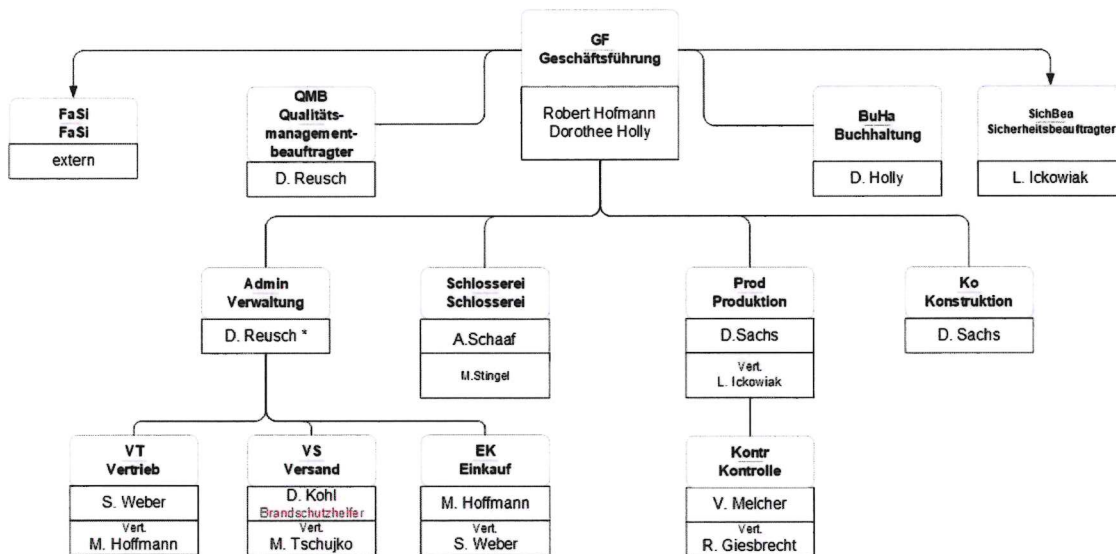 GF
Geschäftsführung
Robert Hofmann
Dorothee Holly
FaSi
FaSi
extern
QMB
Qualitäts-
management-
beauftragter
D. Reusch
BuHa
Buchhaltung
D. Holly
SichBea
Sicherheitsbeauftragter
L. Ickowiak
Admin
Verwaltung
D. Reusch *
Schlosserei
Schlosserei
A.Schaaf
M.Stingel
Prod
Produktion
D.Sachs
Vert.
L. Ickowiak
Ko
Konstruktion
D. Sachs
VT
Vertrieb
S. Weber
Vert.
M. Hoffmann
VS
Versand
D. Kohl
Brandschutzhelfer
Vert.
M. Tschujko
EK
Einkauf
M. Hoffmann
Vert.
S. Weber
Kontr
Kontrolle
V. Melcher
Vert.
R. Giesbrecht